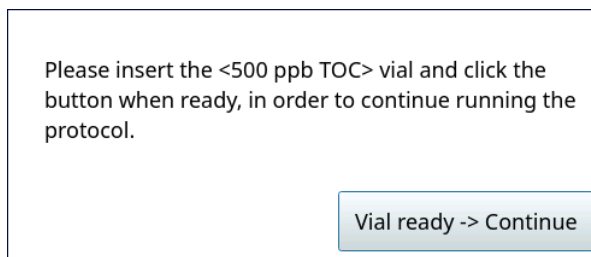 Please insert the <500 ppb TOC> vial and click the
button when ready, in order to continue running the
protocol.
Vial ready -> Continue